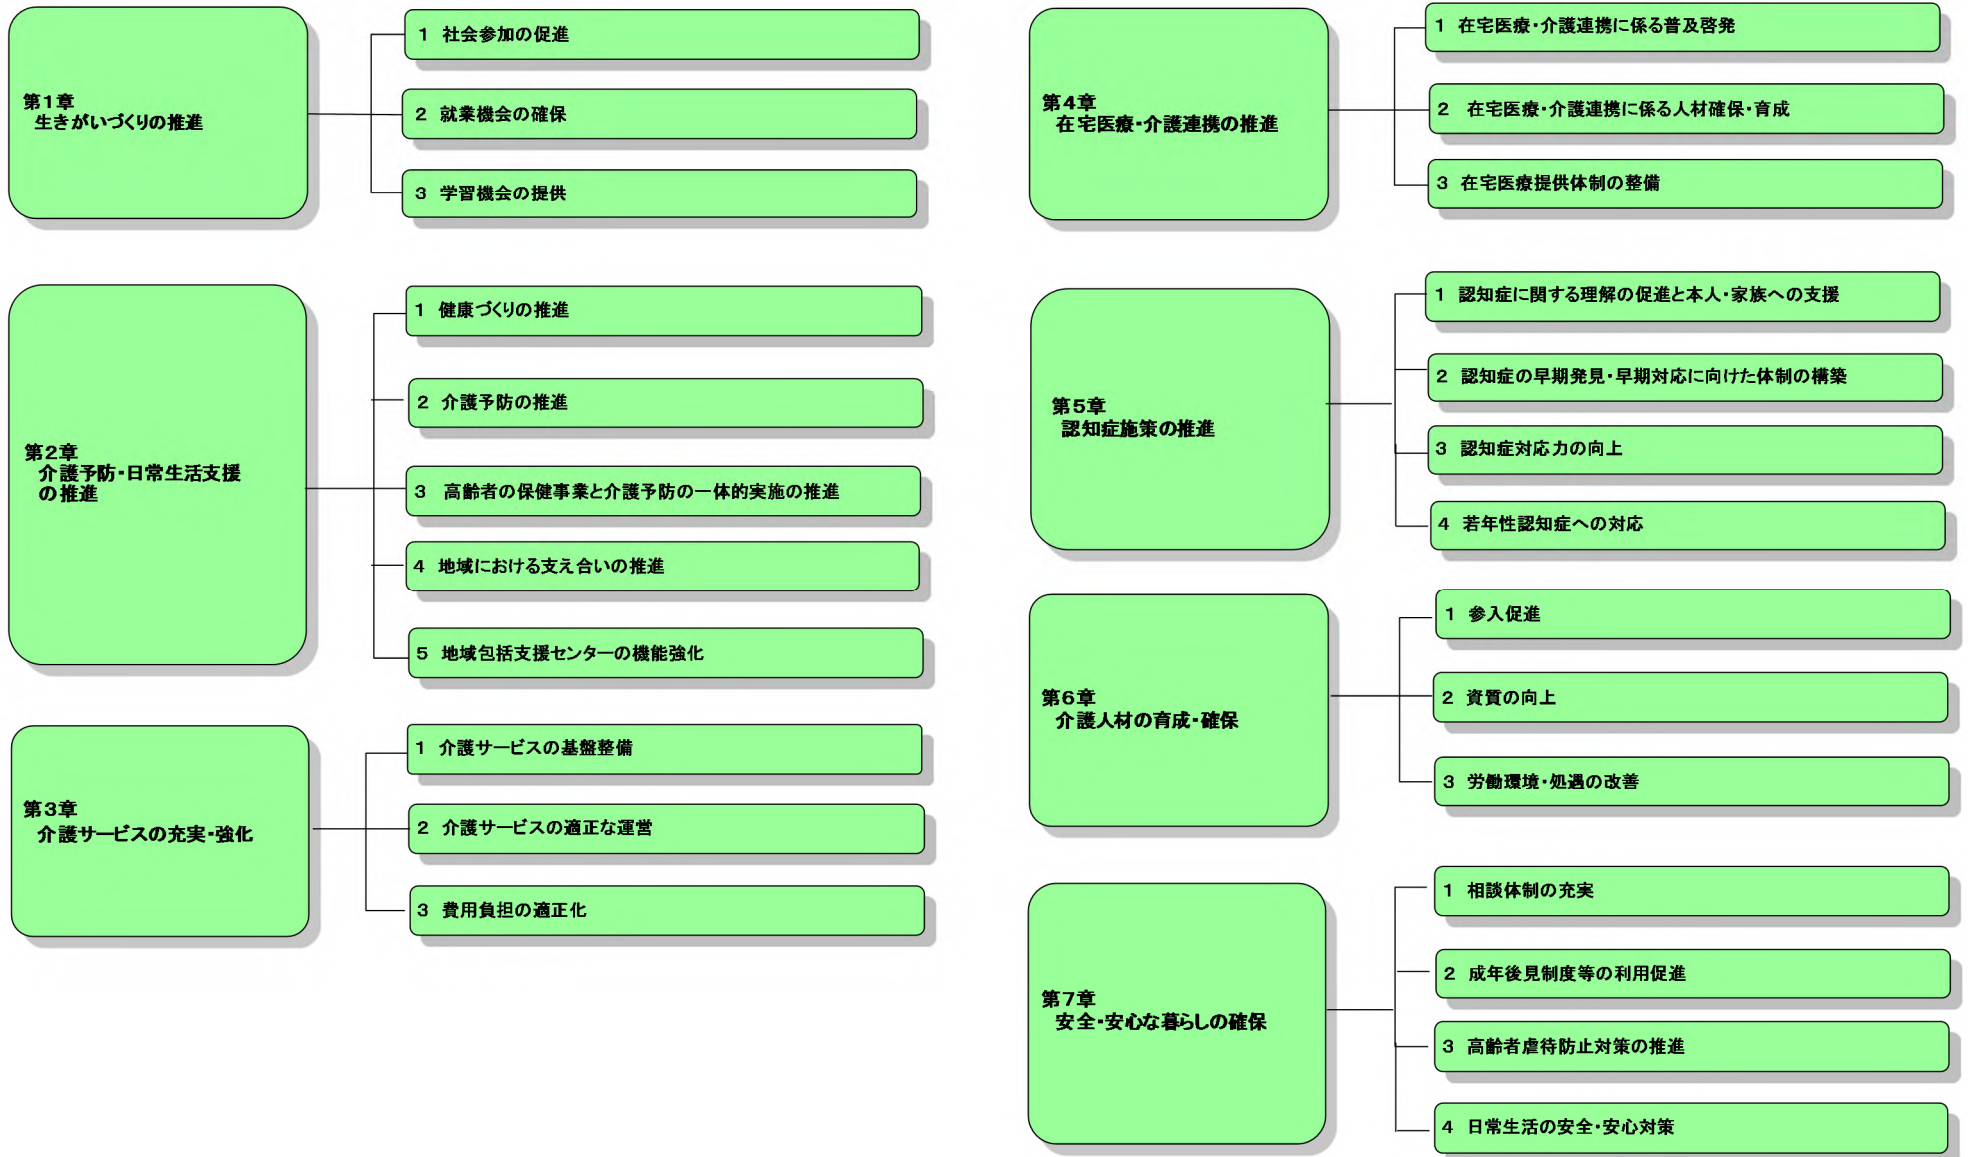 第1章
生きがいづくりの推進
1 社会参加の促進
2 就業機会の確保
3 学習機会の提供
第2章
介護予防・日常生活支援
の推進
1 健康づくりの推進
2 介護予防の推進
3 高齢者の保健事業と介護予防の一体的実施の推進
4 地域における支え合いの推進
5 地域包括支援センターの機能強化
第3章
介護サービスの充実・強化
1 介護サービスの基盤整備
2 介護サービスの適正な運営
3 費用負担の適正化
第4章
在宅医療・介護連携の推進
1 在宅医療・介護連携に係る普及啓発
2 在宅医療・介護連携に係る人材確保・育成
3 在宅医療提供体制の整備
第5章
認知症施策の推進
1 認知症に関する理解の促進と本人・家族への支援
2 認知症の早期発見・早期対応に向けた体制の構築
3 認知症対応力の向上
4 若年性認知症への対応
第6章
介護人材の育成・確保
1 参入促進
2 資質の向上
3 労働環境・処遇の改善
第7章
安全・安心な暮らしの確保
1 相談体制の充実
2 成年後見制度等の利用促進
3 高齢者虐待防止対策の推進
4 日常生活の安全・安心対策